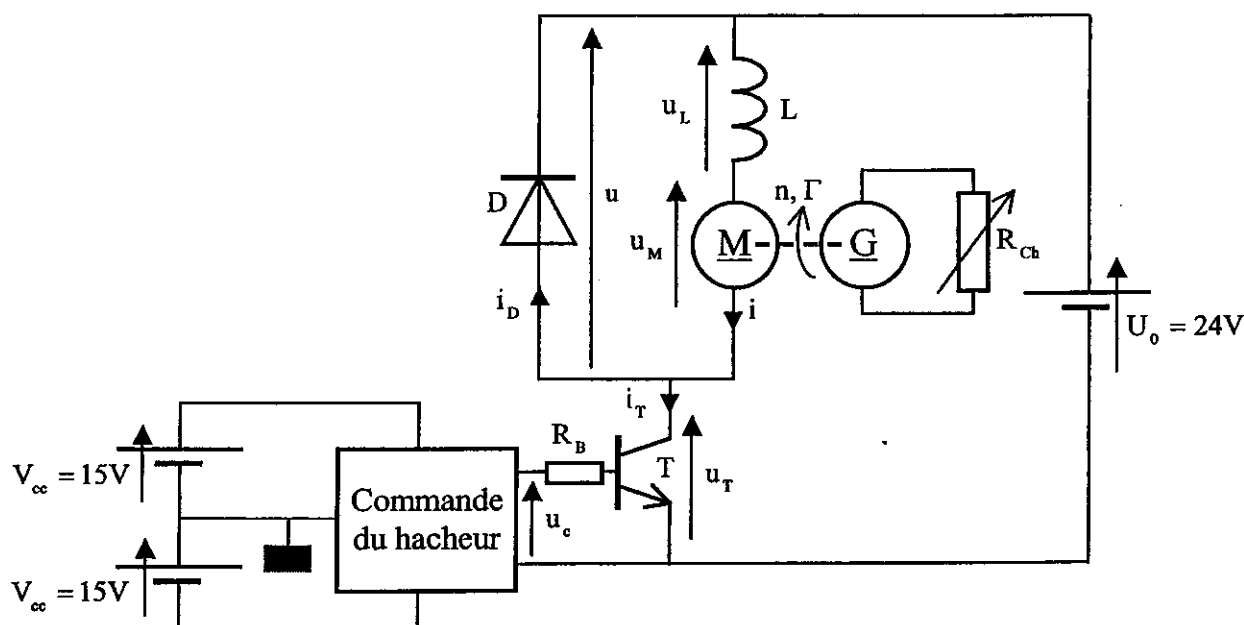 u_L
L
D
u
n, Γ
u_M
M
G
R_Ch
i_D
i
U_0 = 24V
i_T
R_B
V_cc = 15V
T
u_T
Commande
du hacheur
u_c
V_cc = 15V